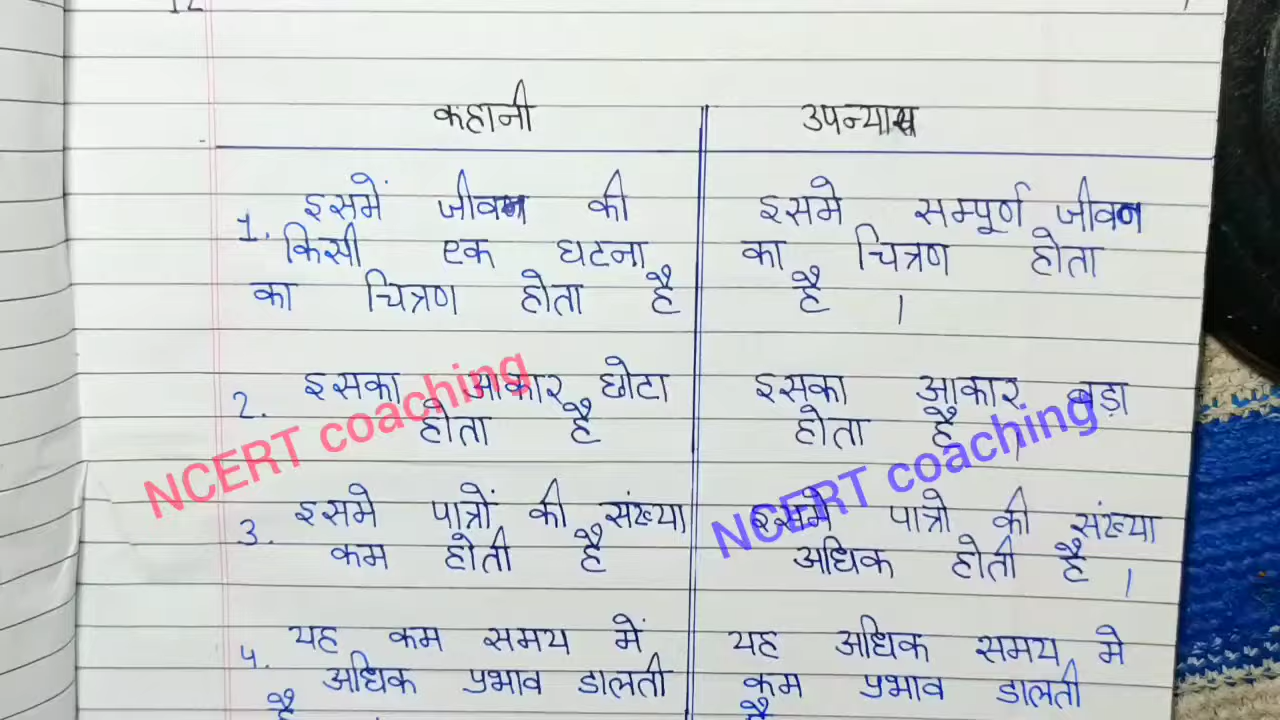 12
कहानी
उपन्यास
1. इसमें जीवन की
किसी एक घटना
का चित्रण होता है
इसमे सम्पूर्ण जीवन
का चित्रण होता
है ।
2. इसका आकार छोटा
होता है
इसका आकार बड़ा
होता है ।
3. इसमे पात्रों की संख्या
कम होती है
इसमे पात्रो की संख्या
अधिक होती है ।
4. यह कम समय में
अधिक प्रभाव डालती
है
यह अधिक समय मे
कम प्रभाव डालती
है
NCERT coaching
NCERT coaching